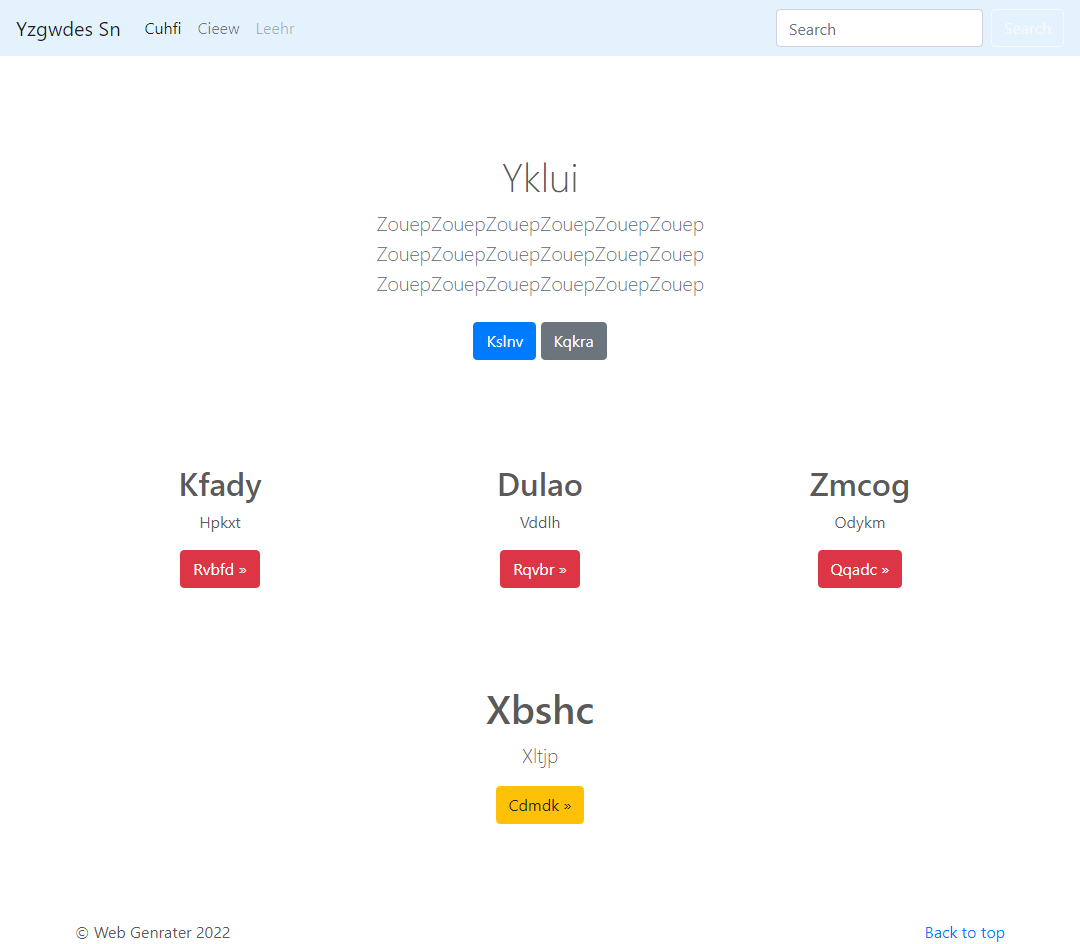 Yzgwdes Sn Cuhfi Cieew Leehr Search Search
Yklui
ZouepZouepZouepZouepZouepZouep
ZouepZouepZouepZouepZouepZouep
ZouepZouepZouepZouepZouepZouep
Kslnv Kqkra
Kfady Dulao Zmcog
Hpkxt Vddlh Odykm
Rvbfd » Rqvbr » Qqadc »
Xbshc
Xltjp
Cdmdk »
© Web Genrater 2022 Back to top